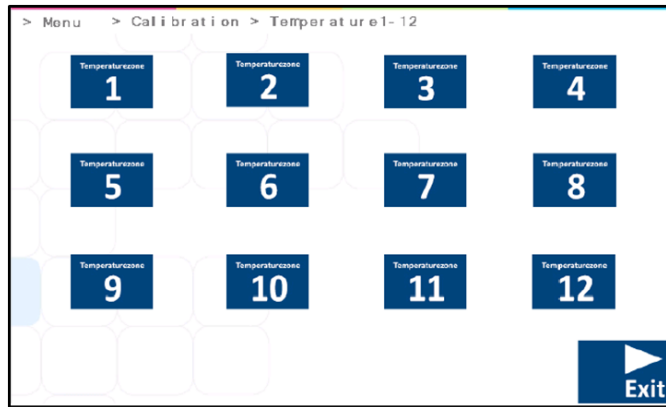 > Menu > Calibration > Temperature1-12
Temperaturezone Temperaturezone Temperaturezone Temperaturezone
1 2 3 4
Temperaturezone Temperaturezone Temperaturezone Temperaturezone
5 6 7 8
Temperaturezone Temperaturezone Temperaturezone Temperaturezone
9 10 11 12
Exit